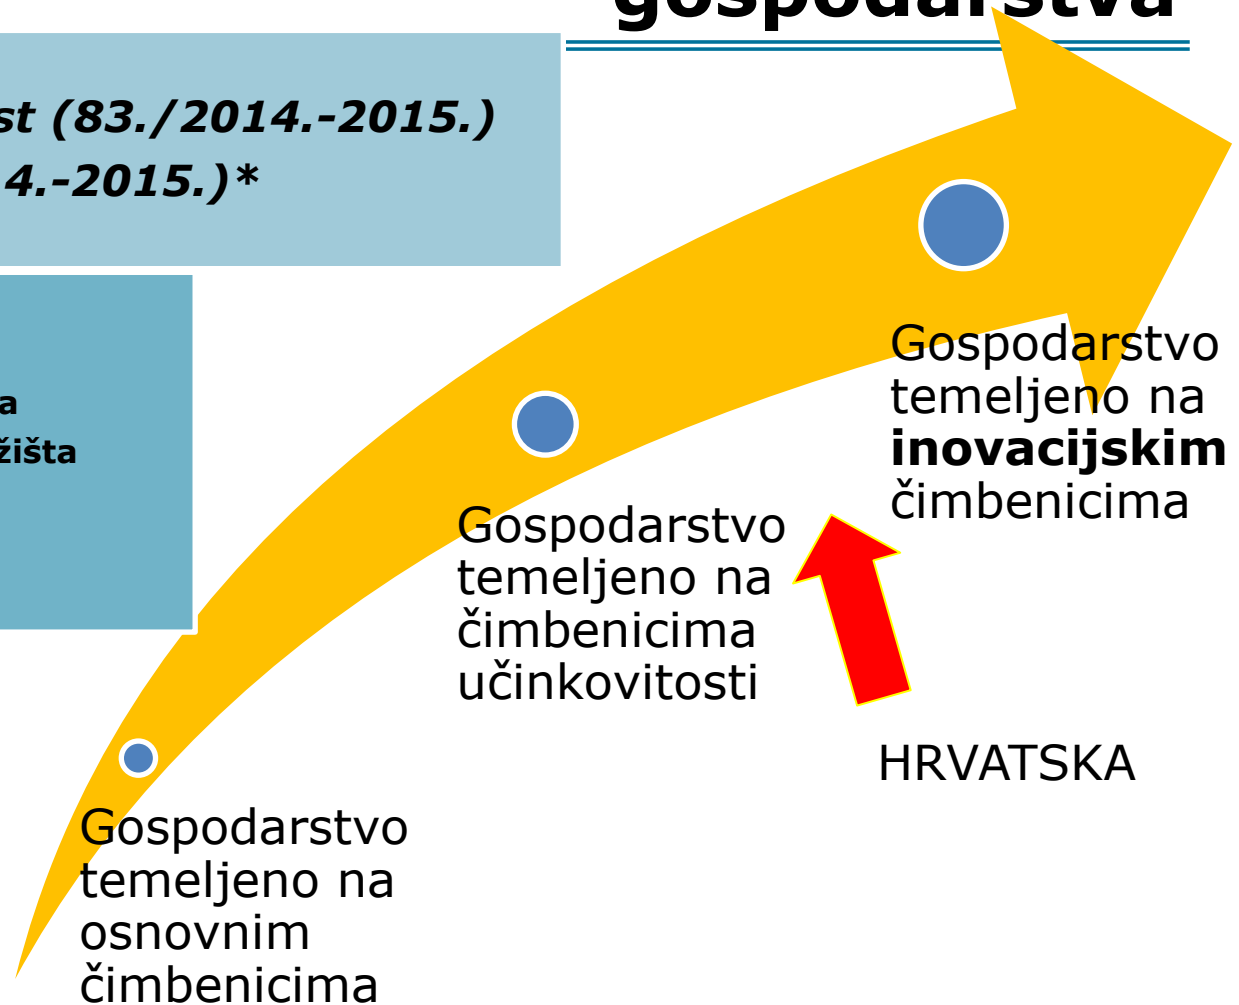 gospodarstva
st (83./2014.-2015.)
4.-2015.)*
a
žišta
Gospodarstvo
temeljeno na
inovacijskim
čimbenicima
Gospodarstvo
temeljeno na
čimbenicima
učinkovitosti
HRVATSKA
Gospodarstvo
temeljeno na
osnovnim
čimbenicima